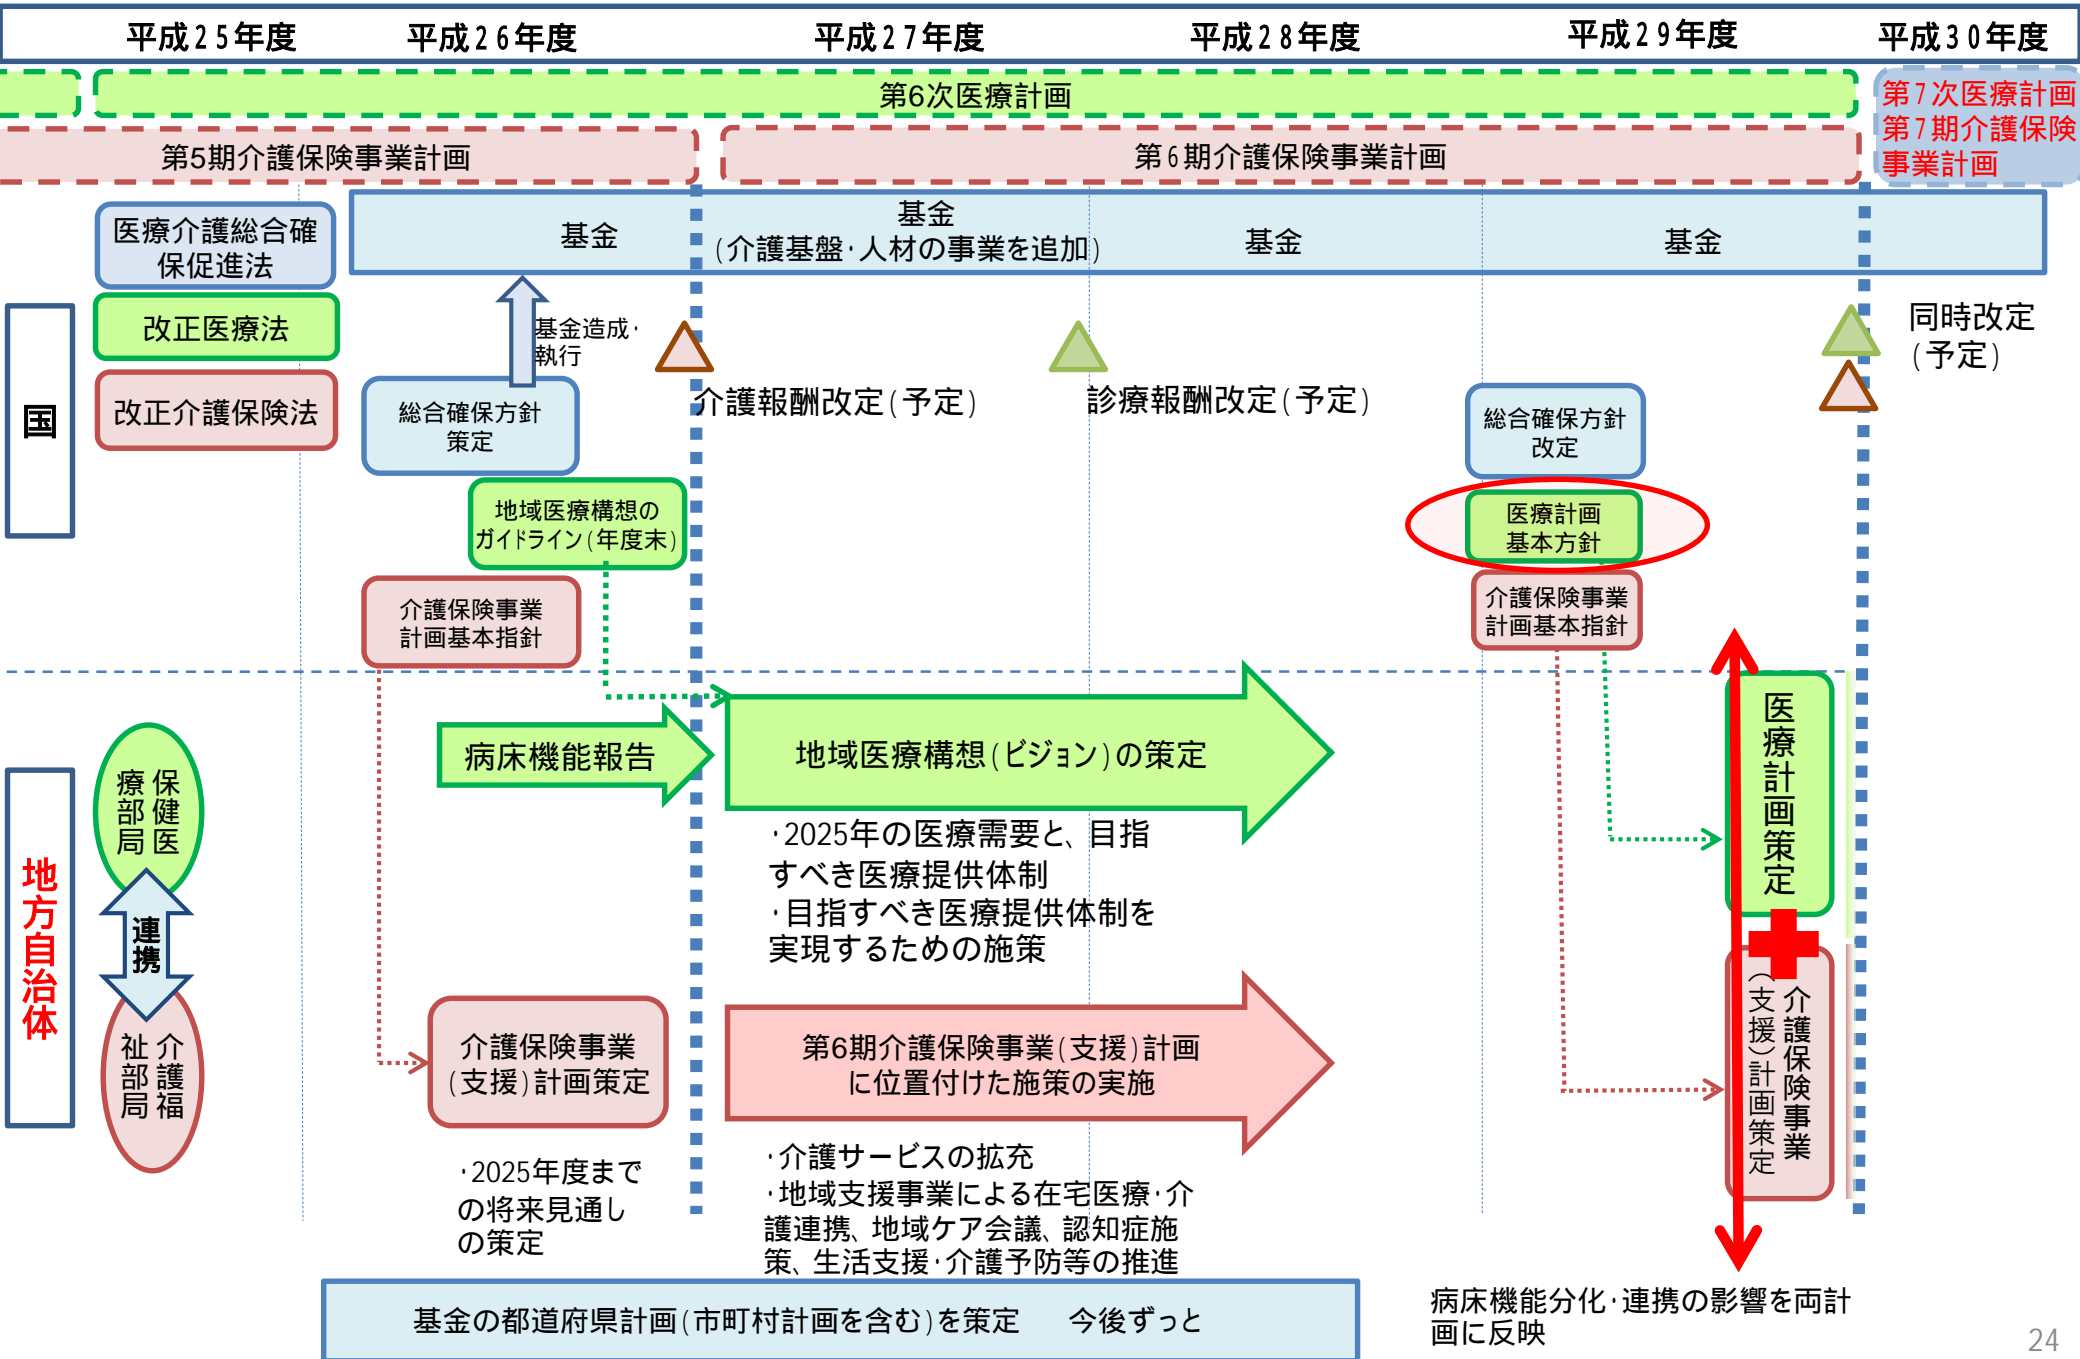 平成25年度
平成26年度
平成27年度
平成28年度
平成29年度
平成30年度
第6次医療計画
第7次医療計画
第7期介護保険
事業計画
第5期介護保険事業計画
第6期介護保険事業計画
医療介護総合確
保促進法
基金
基金
(介護基盤・人材の事業を追加)
基金
基金
国
改正医療法
改正介護保険法
基金造成・
執行
総合確保方針
策定
介護報酬改定(予定)
診療報酬改定(予定)
同時改定
(予定)
総合確保方針
改定
地域医療構想の
ガイドライン(年度末)
医療計画
基本方針
介護保険事業
計画基本指針
介護保険事業
計画基本指針
地方自治体
保健医
療部局
連携
介護福
祉部局
病床機能報告
地域医療構想(ビジョン)の策定
・2025年の医療需要と、目指
すべき医療提供体制
・目指すべき医療提供体制を
実現するための施策
医療計画策定
介護保険事業
(支援)計画策定
介護保険事業
(支援)計画策定
第6期介護保険事業(支援)計画
に位置付けた施策の実施
・2025年度まで
の将来見通し
の策定
・介護サービスの拡充
・地域支援事業による在宅医療・介
護連携、地域ケア会議、認知症施
策、生活支援・介護予防等の推進
基金の都道府県計画(市町村計画を含む)を策定　今後ずっと
病床機能分化・連携の影響を両計
画に反映
24